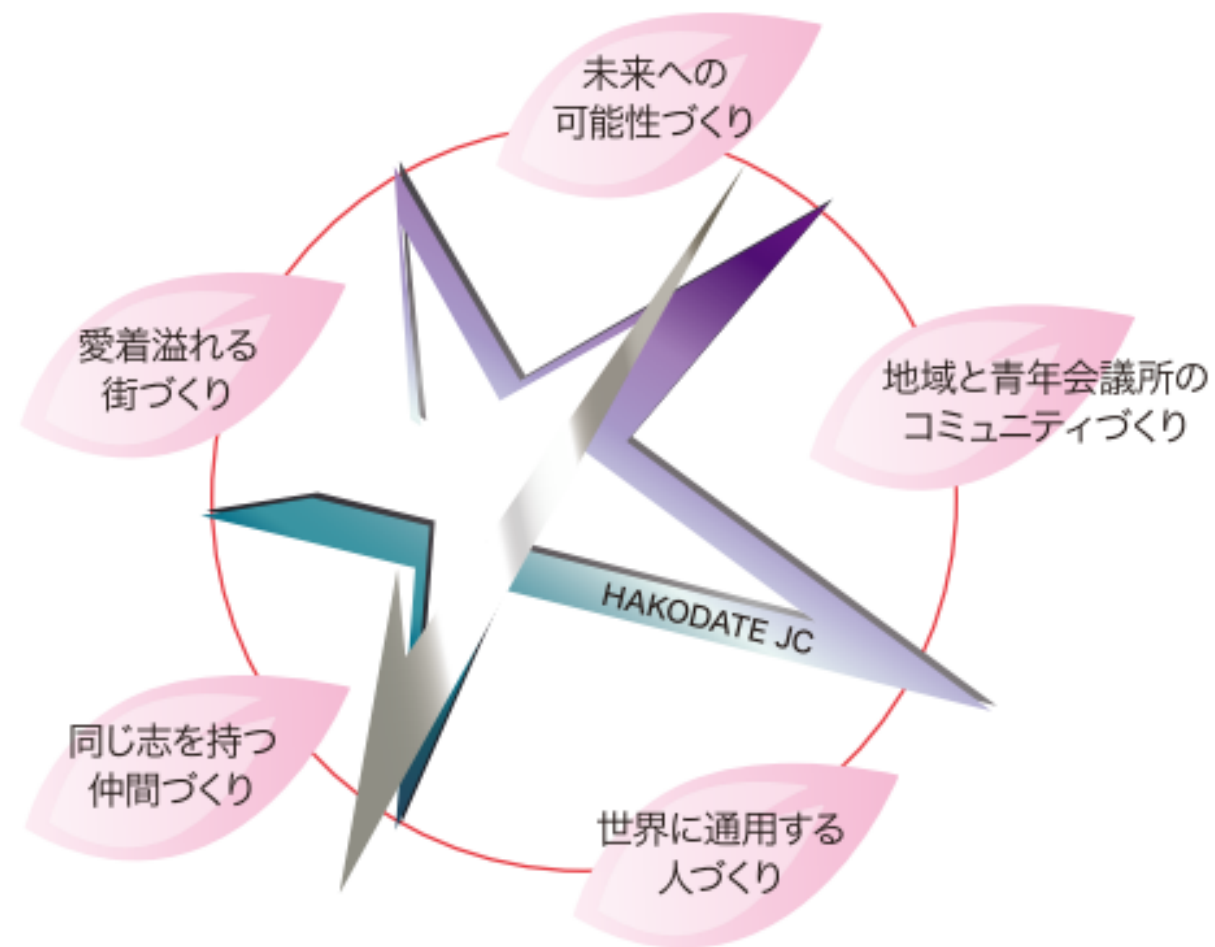 未来への
可能性づくり
愛着溢れる
街づくり
地域と青年会議所の
コミュニティづくり
HAKODATE JC
同じ志を持つ
仲間づくり
世界に通用する
人づくり